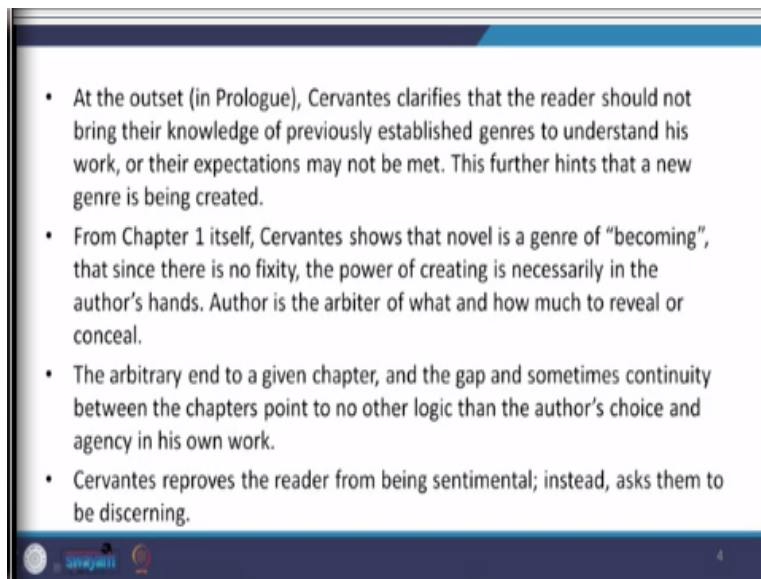 • At the outset (in Prologue), Cervantes clarifies that the reader should not
bring their knowledge of previously established genres to understand his
work, or their expectations may not be met. This further hints that a new
genre is being created.
• From Chapter 1 itself, Cervantes shows that novel is a genre of “becoming”,
that since there is no fixity, the power of creating is necessarily in the
author’s hands. Author is the arbiter of what and how much to reveal or
conceal.
• The arbitrary end to a given chapter, and the gap and sometimes continuity
between the chapters point to no other logic than the author’s choice and
agency in his own work.
• Cervantes reproves the reader from being sentimental; instead, asks them to
be discerning.
swayam
4